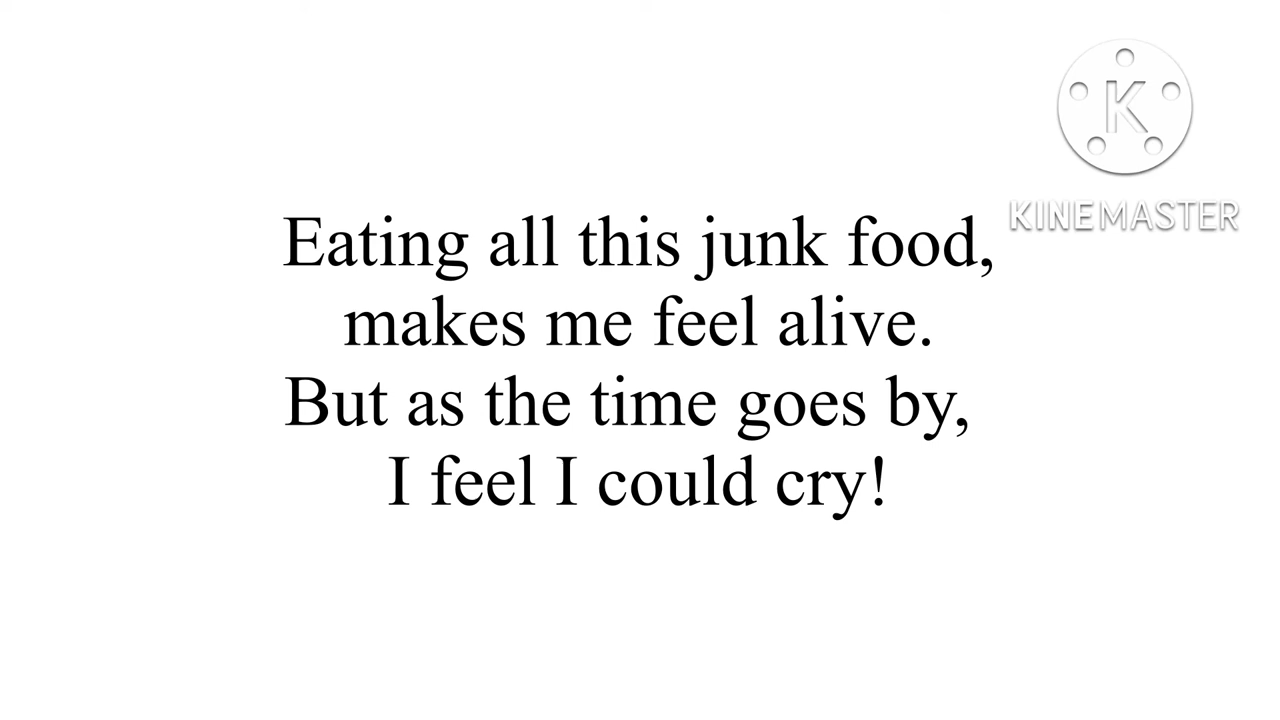 K
KINEMASTER
Eating all this junk food,
makes me feel alive.
But as the time goes by,
I feel I could cry!